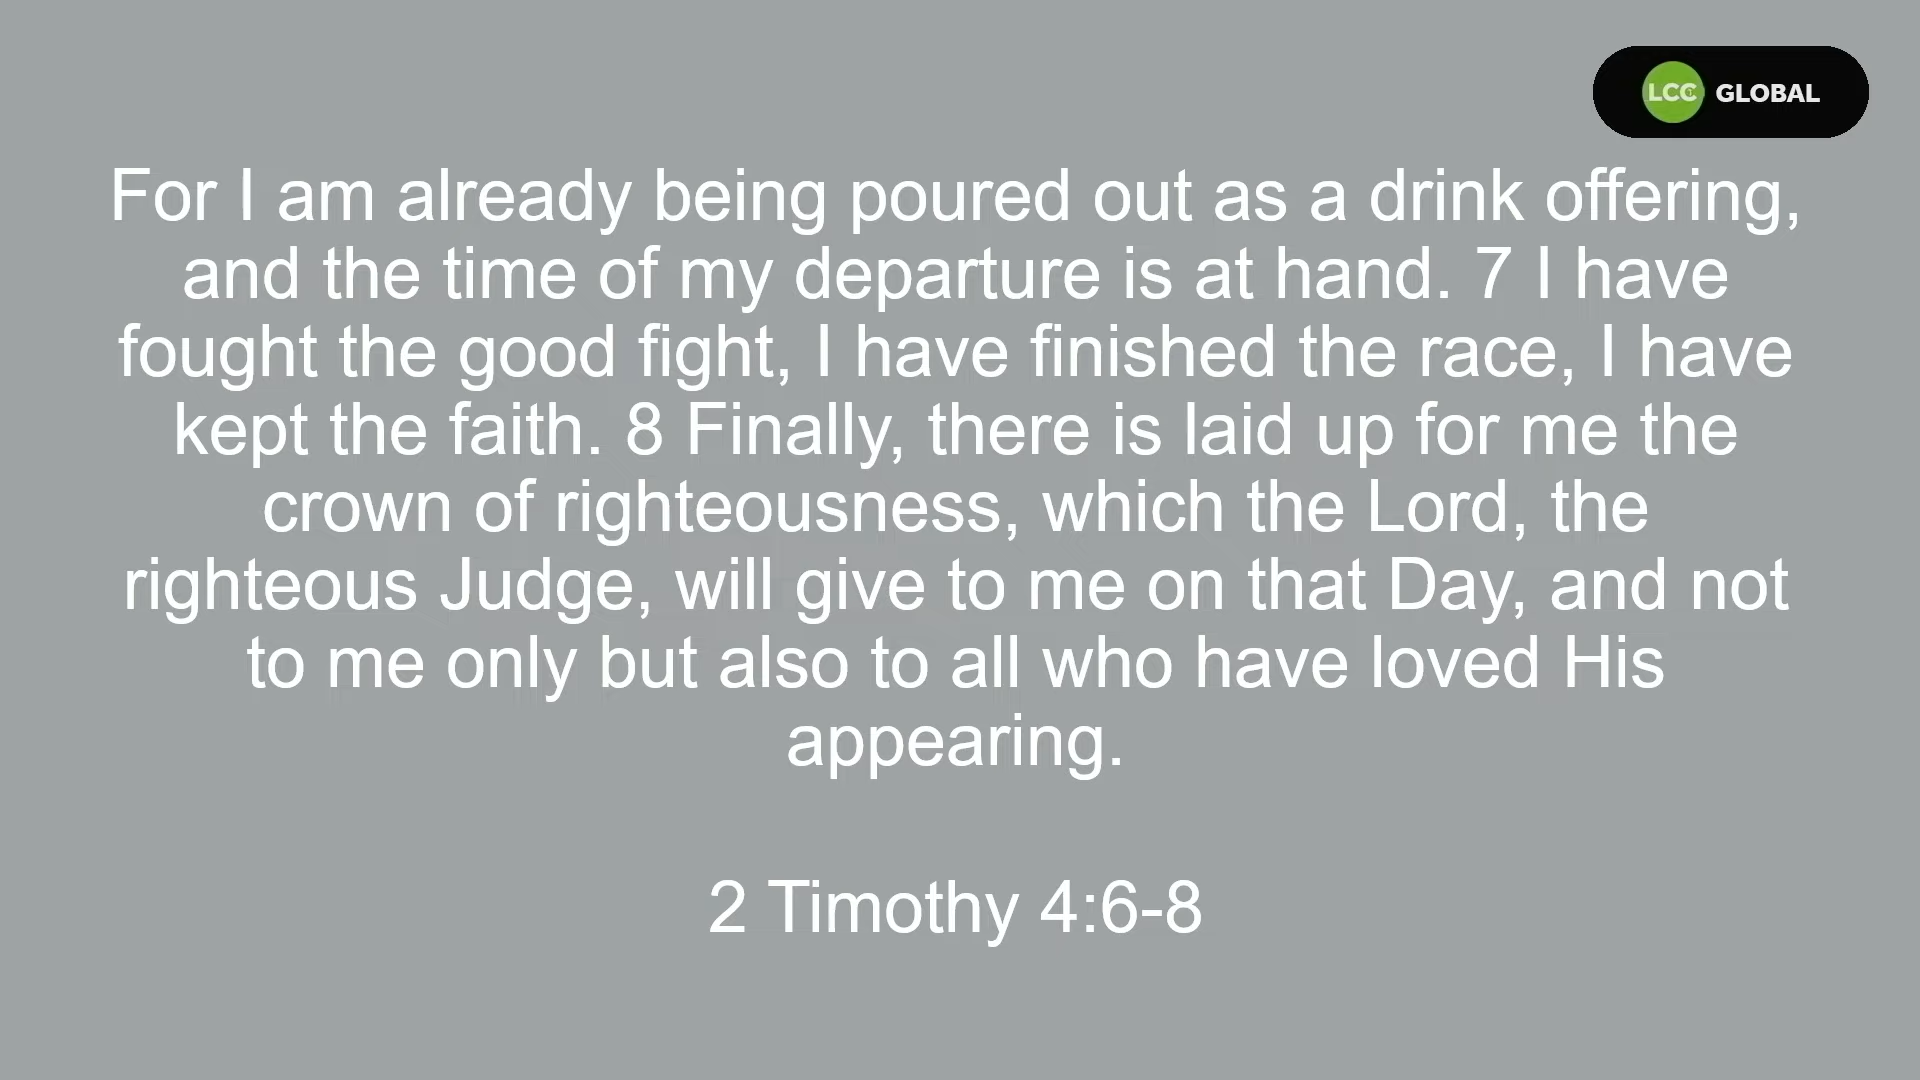 LCC GLOBAL
For I am already being poured out as a drink offering,
and the time of my departure is at hand. 7 I have
fought the good fight, I have finished the race, I have
kept the faith. 8 Finally, there is laid up for me the
crown of righteousness, which the Lord, the
righteous Judge, will give to me on that Day, and not
to me only but also to all who have loved His
appearing.
2 Timothy 4:6-8